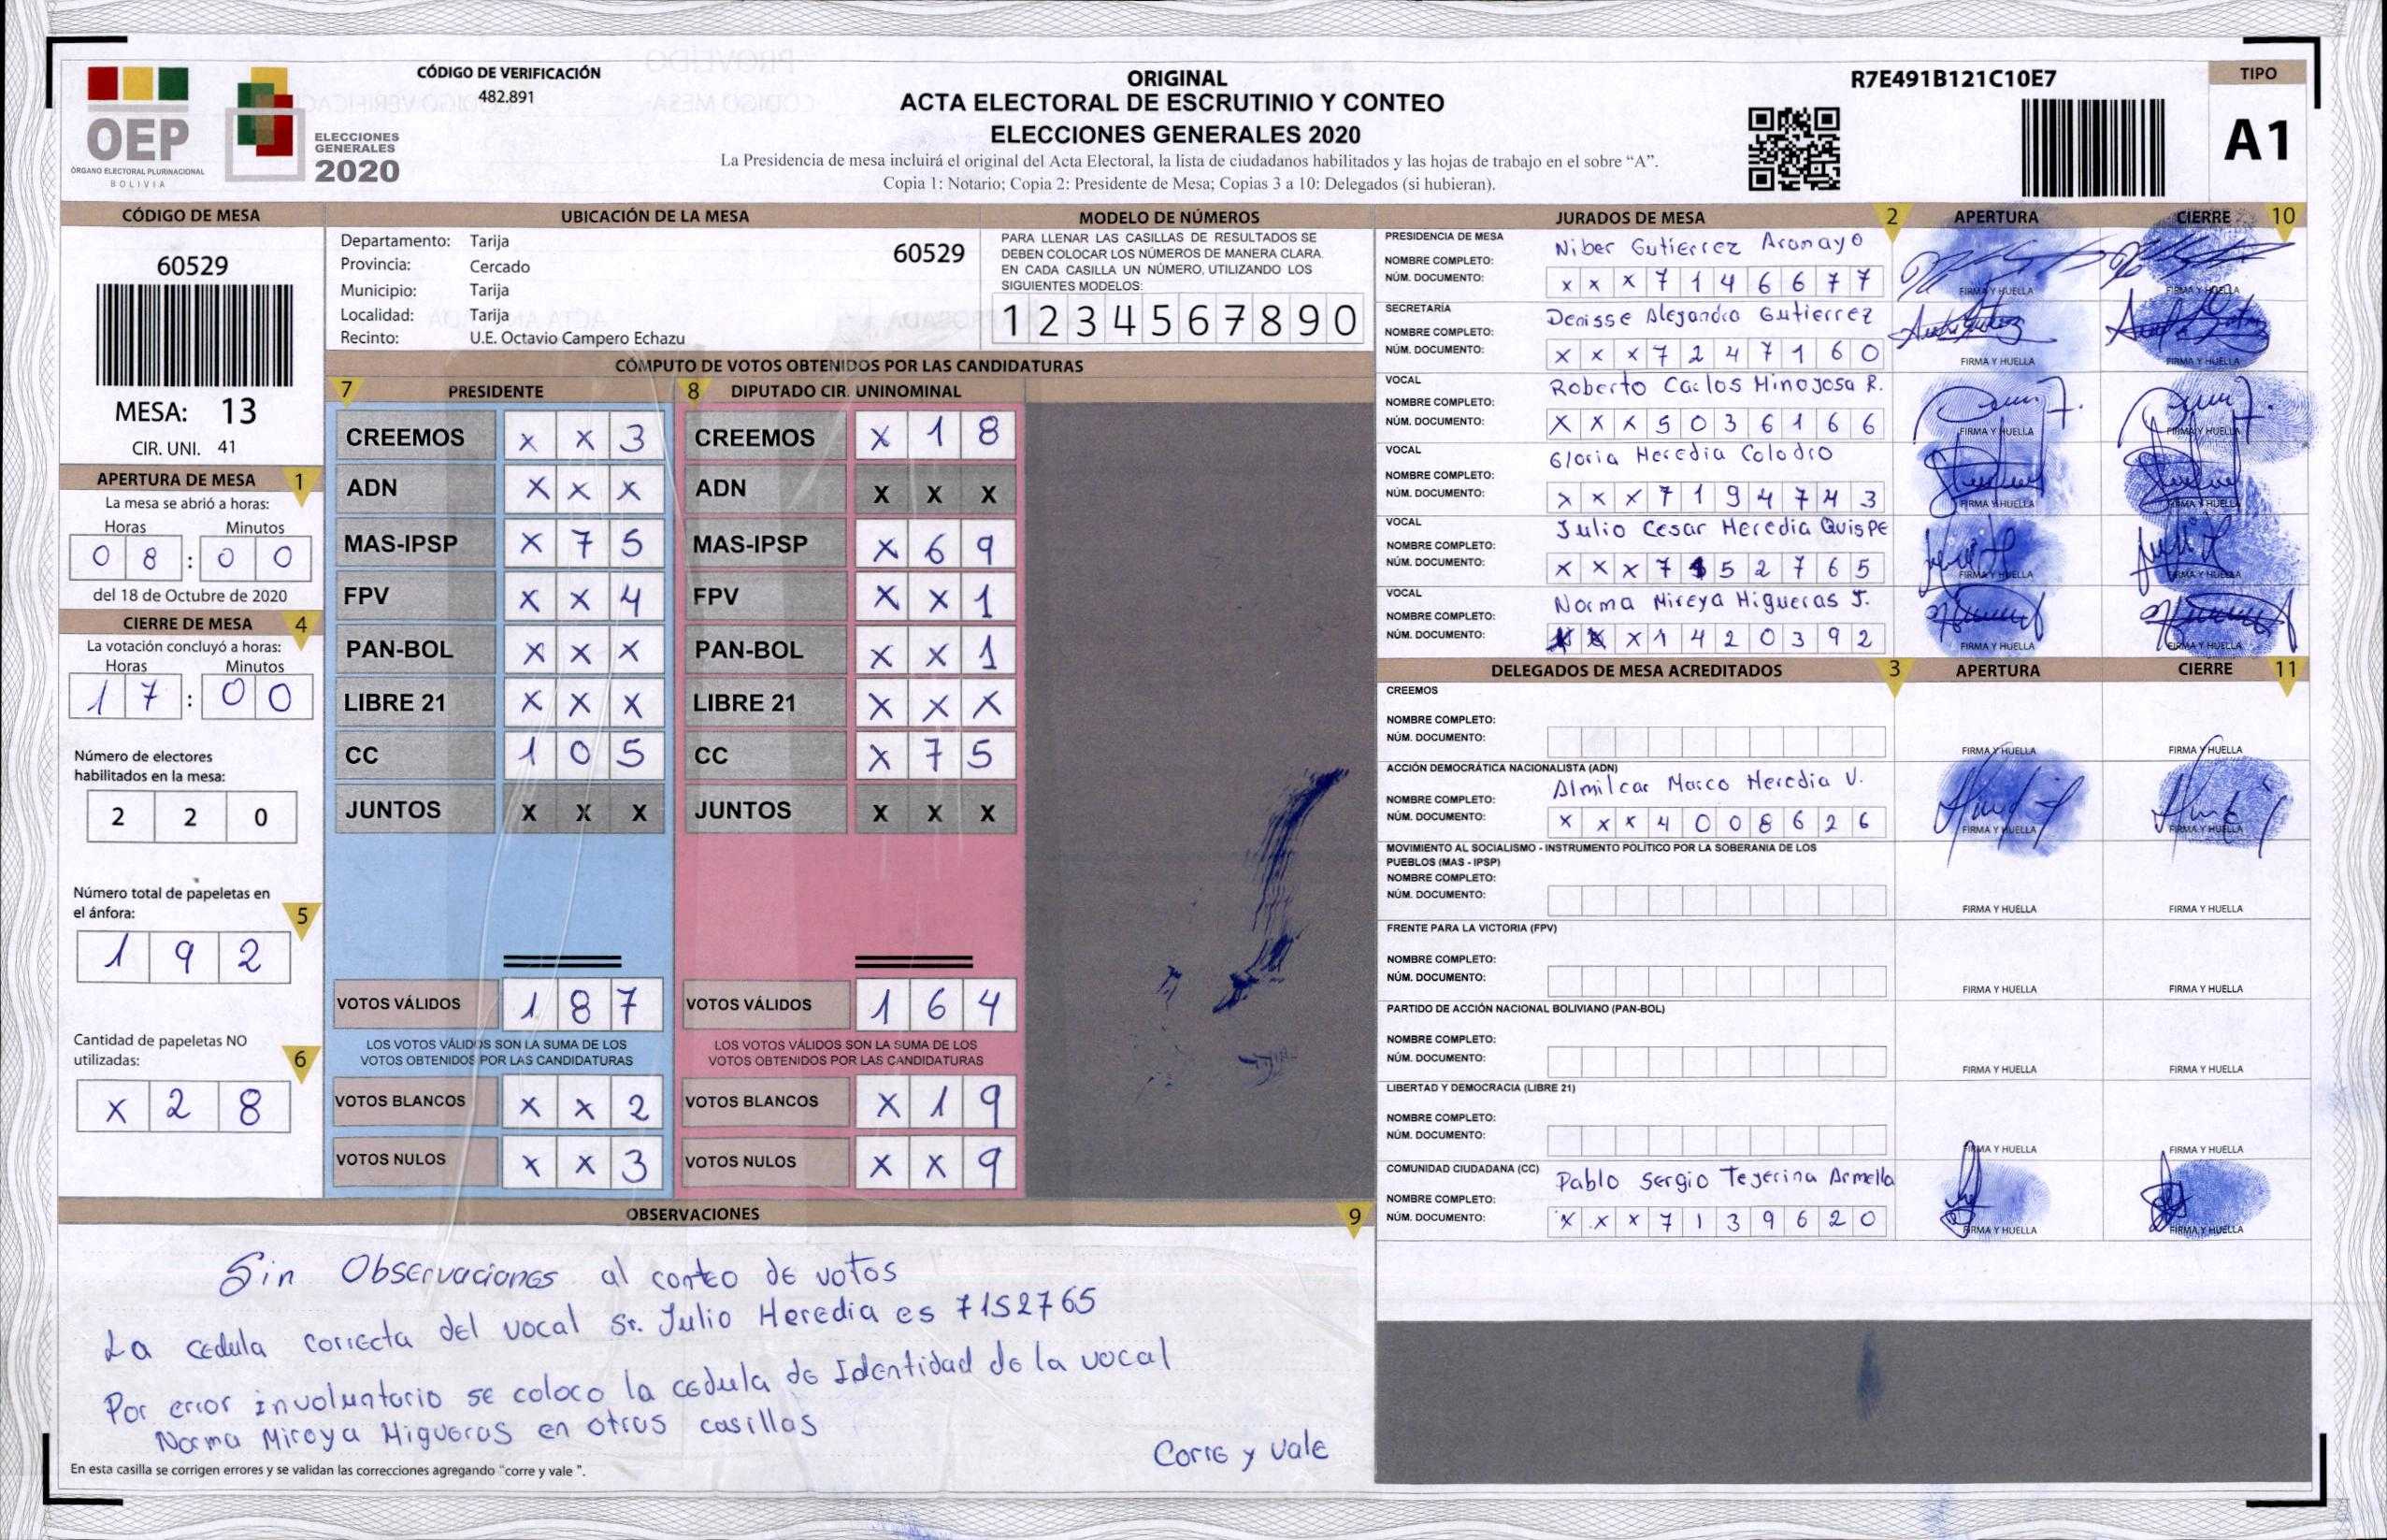 CÓDIGO DE VERIFICACIÓN
482.891
OEP
ÓRGANO ELECTORAL PLURINACIONAL
BOLIVIA
ELECCIONES
GENERALES
2020
ORIGINAL
ACTA ELECTORAL DE ESCRUTINIO Y CONTEO
ELECCIONES GENERALES 2020
La Presidencia de mesa incluirá el original del Acta Electoral, la lista de ciudadanos habilitados y las hojas de trabajo en el sobre “A”.
Copia 1: Notario; Copia 2: Presidente de Mesa; Copias 3 a 10: Delegados (si hubieran).
R7E491B121C10E7
TIPO
A1
CÓDIGO DE MESA
60529
MESA: 13
CIR. UNI. 41
APERTURA DE MESA 1
La mesa se abrió a horas:
Horas Minutos
0 8 : 0 0
del 18 de Octubre de 2020
CIERRE DE MESA 4
La votación concluyó a horas:
Horas Minutos
1 7 : 0 0
Número de electores
habilitados en la mesa:
2 2 0
Número total de papeletas en
el ánfora: 5
1 9 2
Cantidad de papeletas NO
utilizadas: 6
X 2 8
UBICACIÓN DE LA MESA
Departamento: Tarija 60529
Provincia: Cercado
Municipio: Tarija
Localidad: Tarija
Recinto: U.E. Octavio Campero Echazu
MODELO DE NÚMEROS
PARA LLENAR LAS CASILLAS DE RESULTADOS SE
DEBEN COLOCAR LOS NÚMEROS DE MANERA CLARA.
EN CADA CASILLA UN NÚMERO, UTILIZANDO LOS
SIGUIENTES MODELOS:
1 2 3 4 5 6 7 8 9 0
CÓMPUTO DE VOTOS OBTENIDOS POR LAS CANDIDATURAS
7 PRESIDENTE
CREEMOS X X 3
ADN X X X
MAS-IPSP X 7 5
FPV X X 4
PAN-BOL X X X
LIBRE 21 X X X
CC 1 0 5
JUNTOS X X X
VOTOS VÁLIDOS 1 8 7
LOS VOTOS VÁLIDOS SON LA SUMA DE LOS
VOTOS OBTENIDOS POR LAS CANDIDATURAS
VOTOS BLANCOS X X 2
VOTOS NULOS X X 3
8 DIPUTADO CIR. UNINOMINAL
CREEMOS X 1 8
ADN X X X
MAS-IPSP X 6 9
FPV X X 1
PAN-BOL X X 1
LIBRE 21 X X X
CC X 7 5
JUNTOS X X X
VOTOS VÁLIDOS 1 6 4
LOS VOTOS VÁLIDOS SON LA SUMA DE LOS
VOTOS OBTENIDOS POR LAS CANDIDATURAS
VOTOS BLANCOS X 1 9
VOTOS NULOS X X 9
OBSERVACIONES 9
Sin Observaciones al conteo de votos
La cedula correcta del vocal Sr. Julio Heredia es 7152765
Por error involuntario se coloco la cedula de Identidad de la vocal
Norma Mireya Higueras en otras casillas
Corre y vale
En esta casilla se corrigen errores y se validan las correcciones agregando "corre y vale ".
JURADOS DE MESA 2 APERTURA CIERRE 10
PRESIDENCIA DE MESA
NOMBRE COMPLETO: Niber Gutierrez Aramayo
NÚM. DOCUMENTO: X X X 7 1 4 6 6 7 7
FIRMA Y HUELLA FIRMA Y HUELLA
SECRETARÍA
NOMBRE COMPLETO: Denisse Alejandra Gutierrez
NÚM. DOCUMENTO: X X X 7 2 4 7 1 6 0
FIRMA Y HUELLA FIRMA Y HUELLA
VOCAL
NOMBRE COMPLETO: Roberto Carlos Hinojosa R.
NÚM. DOCUMENTO: X X X 5 0 3 6 1 6 6
FIRMA Y HUELLA FIRMA Y HUELLA
VOCAL
NOMBRE COMPLETO: Gloria Heredia Colodro
NÚM. DOCUMENTO: X X X 7 1 9 4 7 4 3
FIRMA Y HUELLA FIRMA Y HUELLA
VOCAL
NOMBRE COMPLETO: Julio Cesar Heredia Quispe
NÚM. DOCUMENTO: X X X 7 1 5 2 7 6 5
FIRMA Y HUELLA FIRMA Y HUELLA
VOCAL
NOMBRE COMPLETO: Norma Mireya Higueras J.
NÚM. DOCUMENTO: X X X 1 4 2 0 3 9 2
FIRMA Y HUELLA FIRMA Y HUELLA
DELEGADOS DE MESA ACREDITADOS 3 APERTURA CIERRE 11
CREEMOS
NOMBRE COMPLETO:
NÚM. DOCUMENTO:
FIRMA Y HUELLA FIRMA Y HUELLA
ACCIÓN DEMOCRÁTICA NACIONALISTA (ADN)
NOMBRE COMPLETO: Almilcar Marco Heredia V.
NÚM. DOCUMENTO: X X X 4 0 0 8 6 2 6
FIRMA Y HUELLA FIRMA Y HUELLA
MOVIMIENTO AL SOCIALISMO - INSTRUMENTO POLÍTICO POR LA SOBERANIA DE LOS
PUEBLOS (MAS - IPSP)
NOMBRE COMPLETO:
NÚM. DOCUMENTO:
FIRMA Y HUELLA FIRMA Y HUELLA
FRENTE PARA LA VICTORIA (FPV)
NOMBRE COMPLETO:
NÚM. DOCUMENTO:
FIRMA Y HUELLA FIRMA Y HUELLA
PARTIDO DE ACCIÓN NACIONAL BOLIVIANO (PAN-BOL)
NOMBRE COMPLETO:
NÚM. DOCUMENTO:
FIRMA Y HUELLA FIRMA Y HUELLA
LIBERTAD Y DEMOCRACIA (LIBRE 21)
NOMBRE COMPLETO:
NÚM. DOCUMENTO:
FIRMA Y HUELLA FIRMA Y HUELLA
COMUNIDAD CIUDADANA (CC)
NOMBRE COMPLETO: Pablo Sergio Tejerina Armella
NÚM. DOCUMENTO: X X X 7 1 3 9 6 2 0
FIRMA Y HUELLA FIRMA Y HUELLA